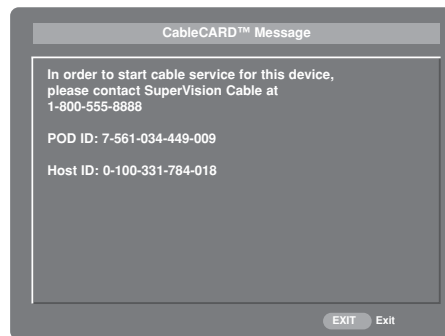 CableCARD™ Message
In order to start cable service for this device,
please contact SuperVision Cable at
1-800-555-8888
POD ID: 7-561-034-449-009
Host ID: 0-100-331-784-018
EXIT Exit